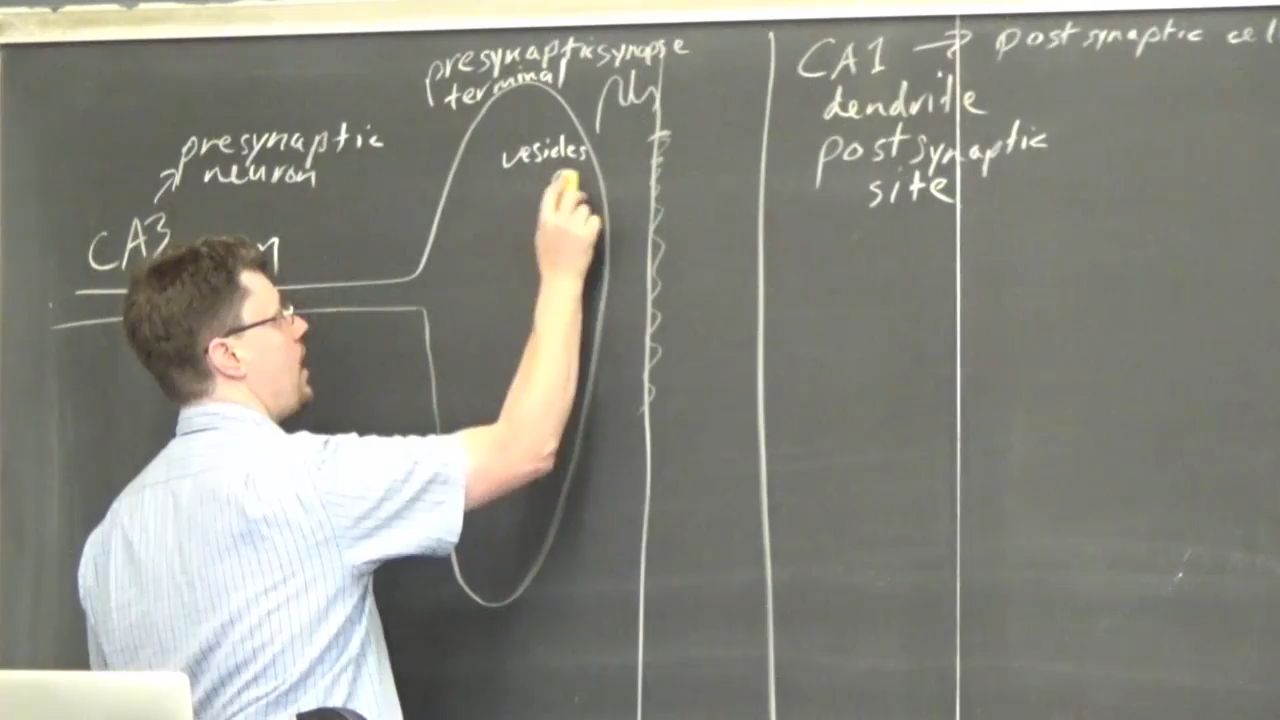 presynaptic
terminal
synapse
CA1 → postsynaptic cel
dendrite
postsynaptic
site
presynaptic
neuron
vesicles
CA3